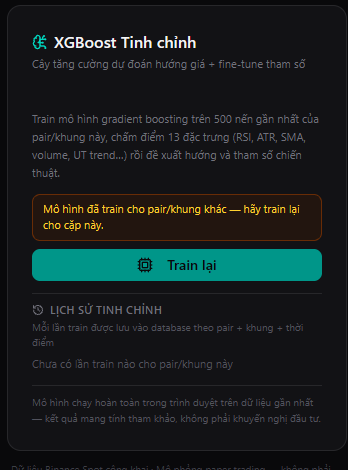 XGBoost Tinh chỉnh
Cây tăng cường dự đoán hướng giá + fine-tune tham số
Train mô hình gradient boosting trên 500 nến gần nhất của
pair/khung này, chấm điểm 13 đặc trưng (RSI, ATR, SMA,
volume, UT trend...) rồi đề xuất hướng và tham số chiến
thuật.
Mô hình đã train cho pair/khung khác — hãy train lại
cho cặp này.
Train lại
LỊCH SỬ TINH CHỈNH
Mỗi lần train được lưu vào database theo pair + khung + thời
điểm
Chưa có lần train nào cho pair/khung này
Mô hình chạy hoàn toàn trong trình duyệt trên dữ liệu gần nhất
— kết quả mang tính tham khảo, không phải khuyến nghị đầu tư.